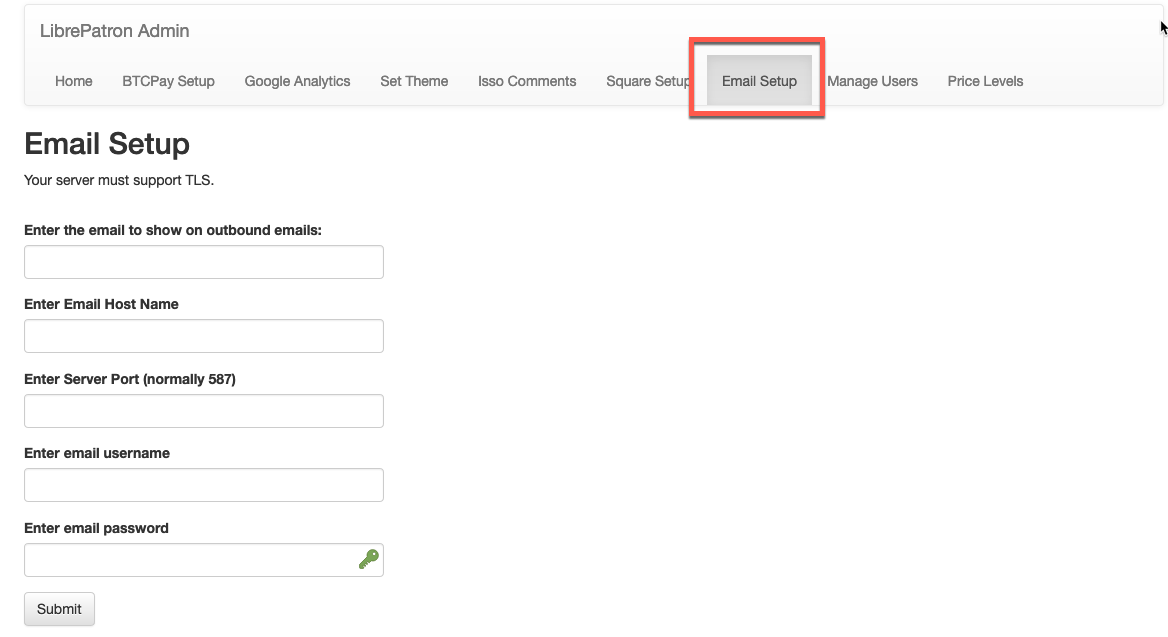 LibrePatron Admin
Home BTCPay Setup Google Analytics Set Theme Isso Comments Square Setup Email Setup Manage Users Price Levels
Email Setup
Your server must support TLS.
Enter the email to show on outbound emails:
Enter Email Host Name
Enter Server Port (normally 587)
Enter email username
Enter email password
Submit